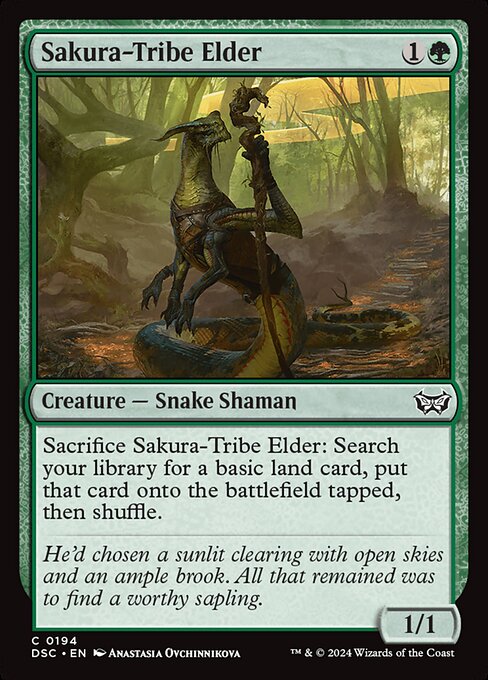 Sakura-Tribe Elder 1
Creature — Snake Shaman
Sacrifice Sakura-Tribe Elder: Search
your library for a basic land card, put
that card onto the battlefield tapped,
then shuffle.
He'd chosen a sunlit clearing with open skies
and an ample brook. All that remained was
to find a worthy sapling.
1/1
C 0194
DSC • EN Anastasia Ovchinnikova
™ & © 2024 Wizards of the Coast